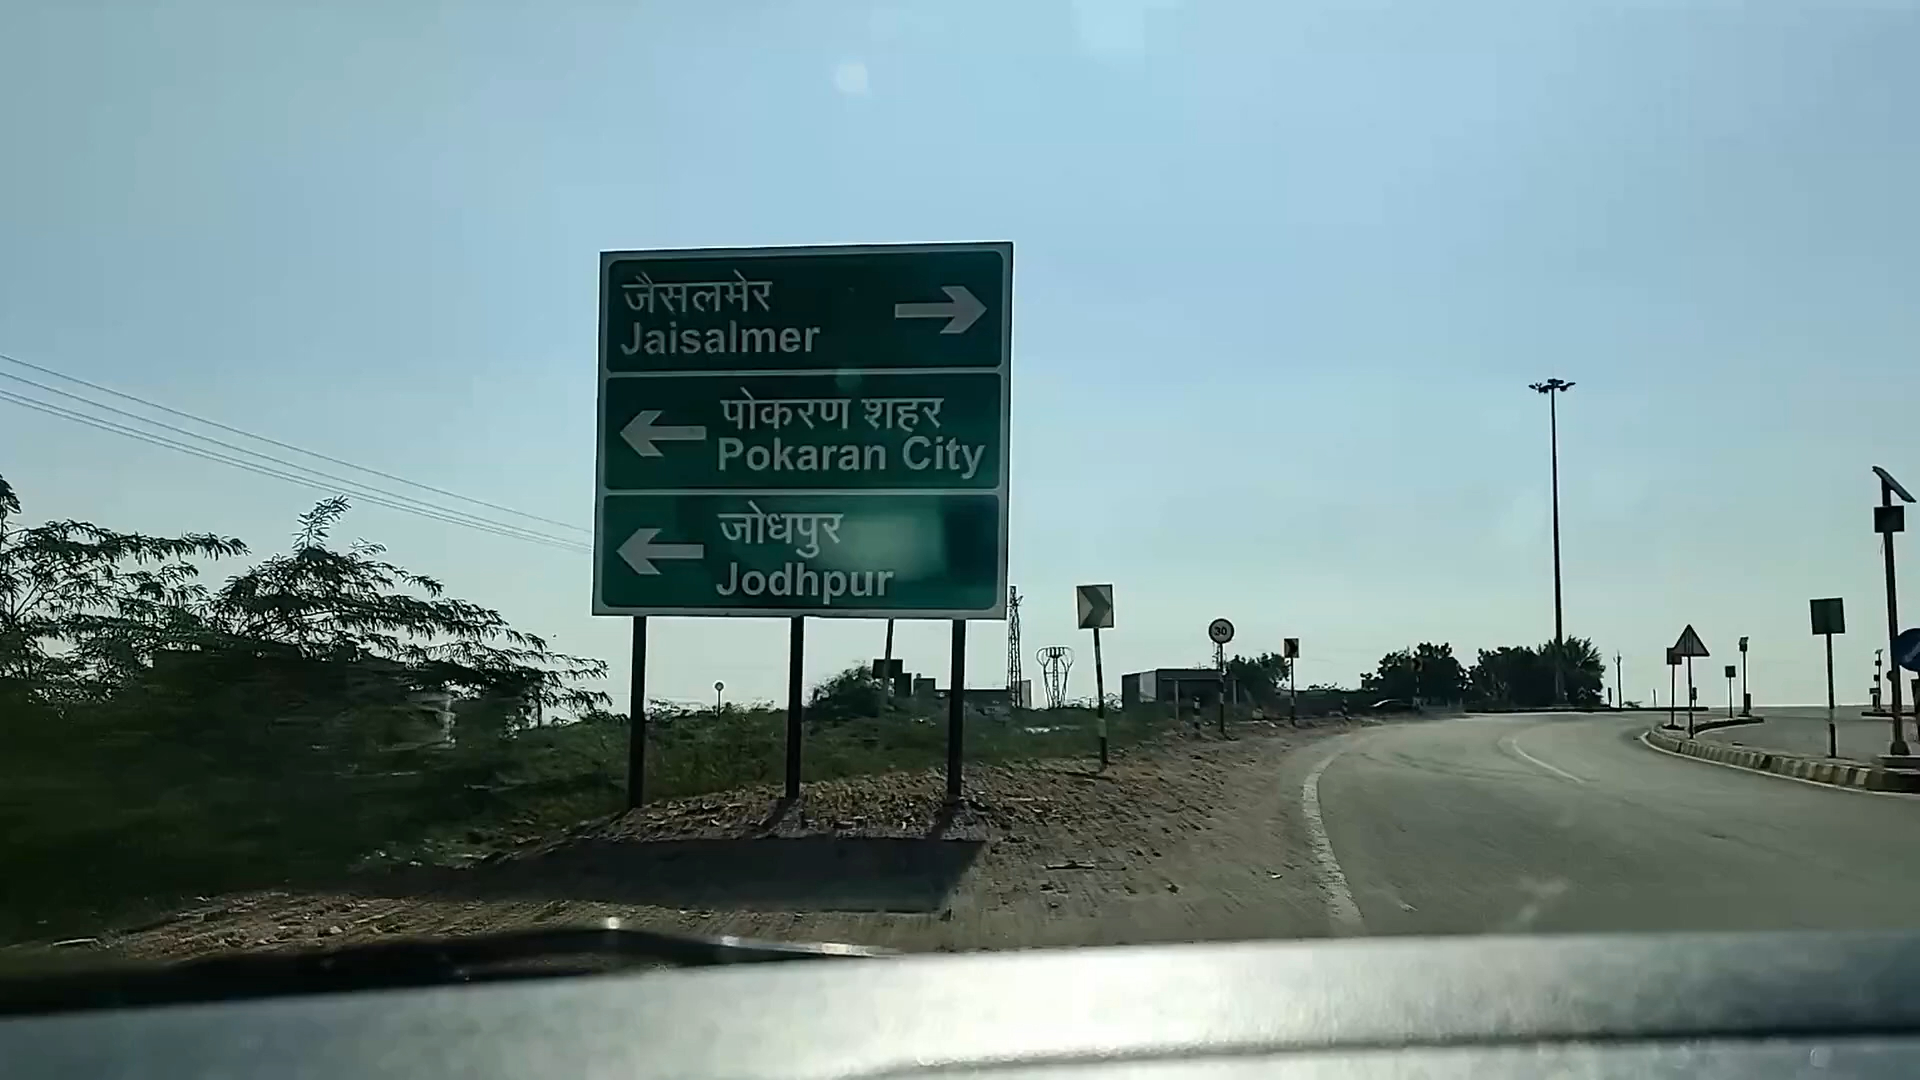 जैसलमेर
Jaisalmer
पोकरण शहर
Pokaran City
जोधपुर
Jodhpur
30